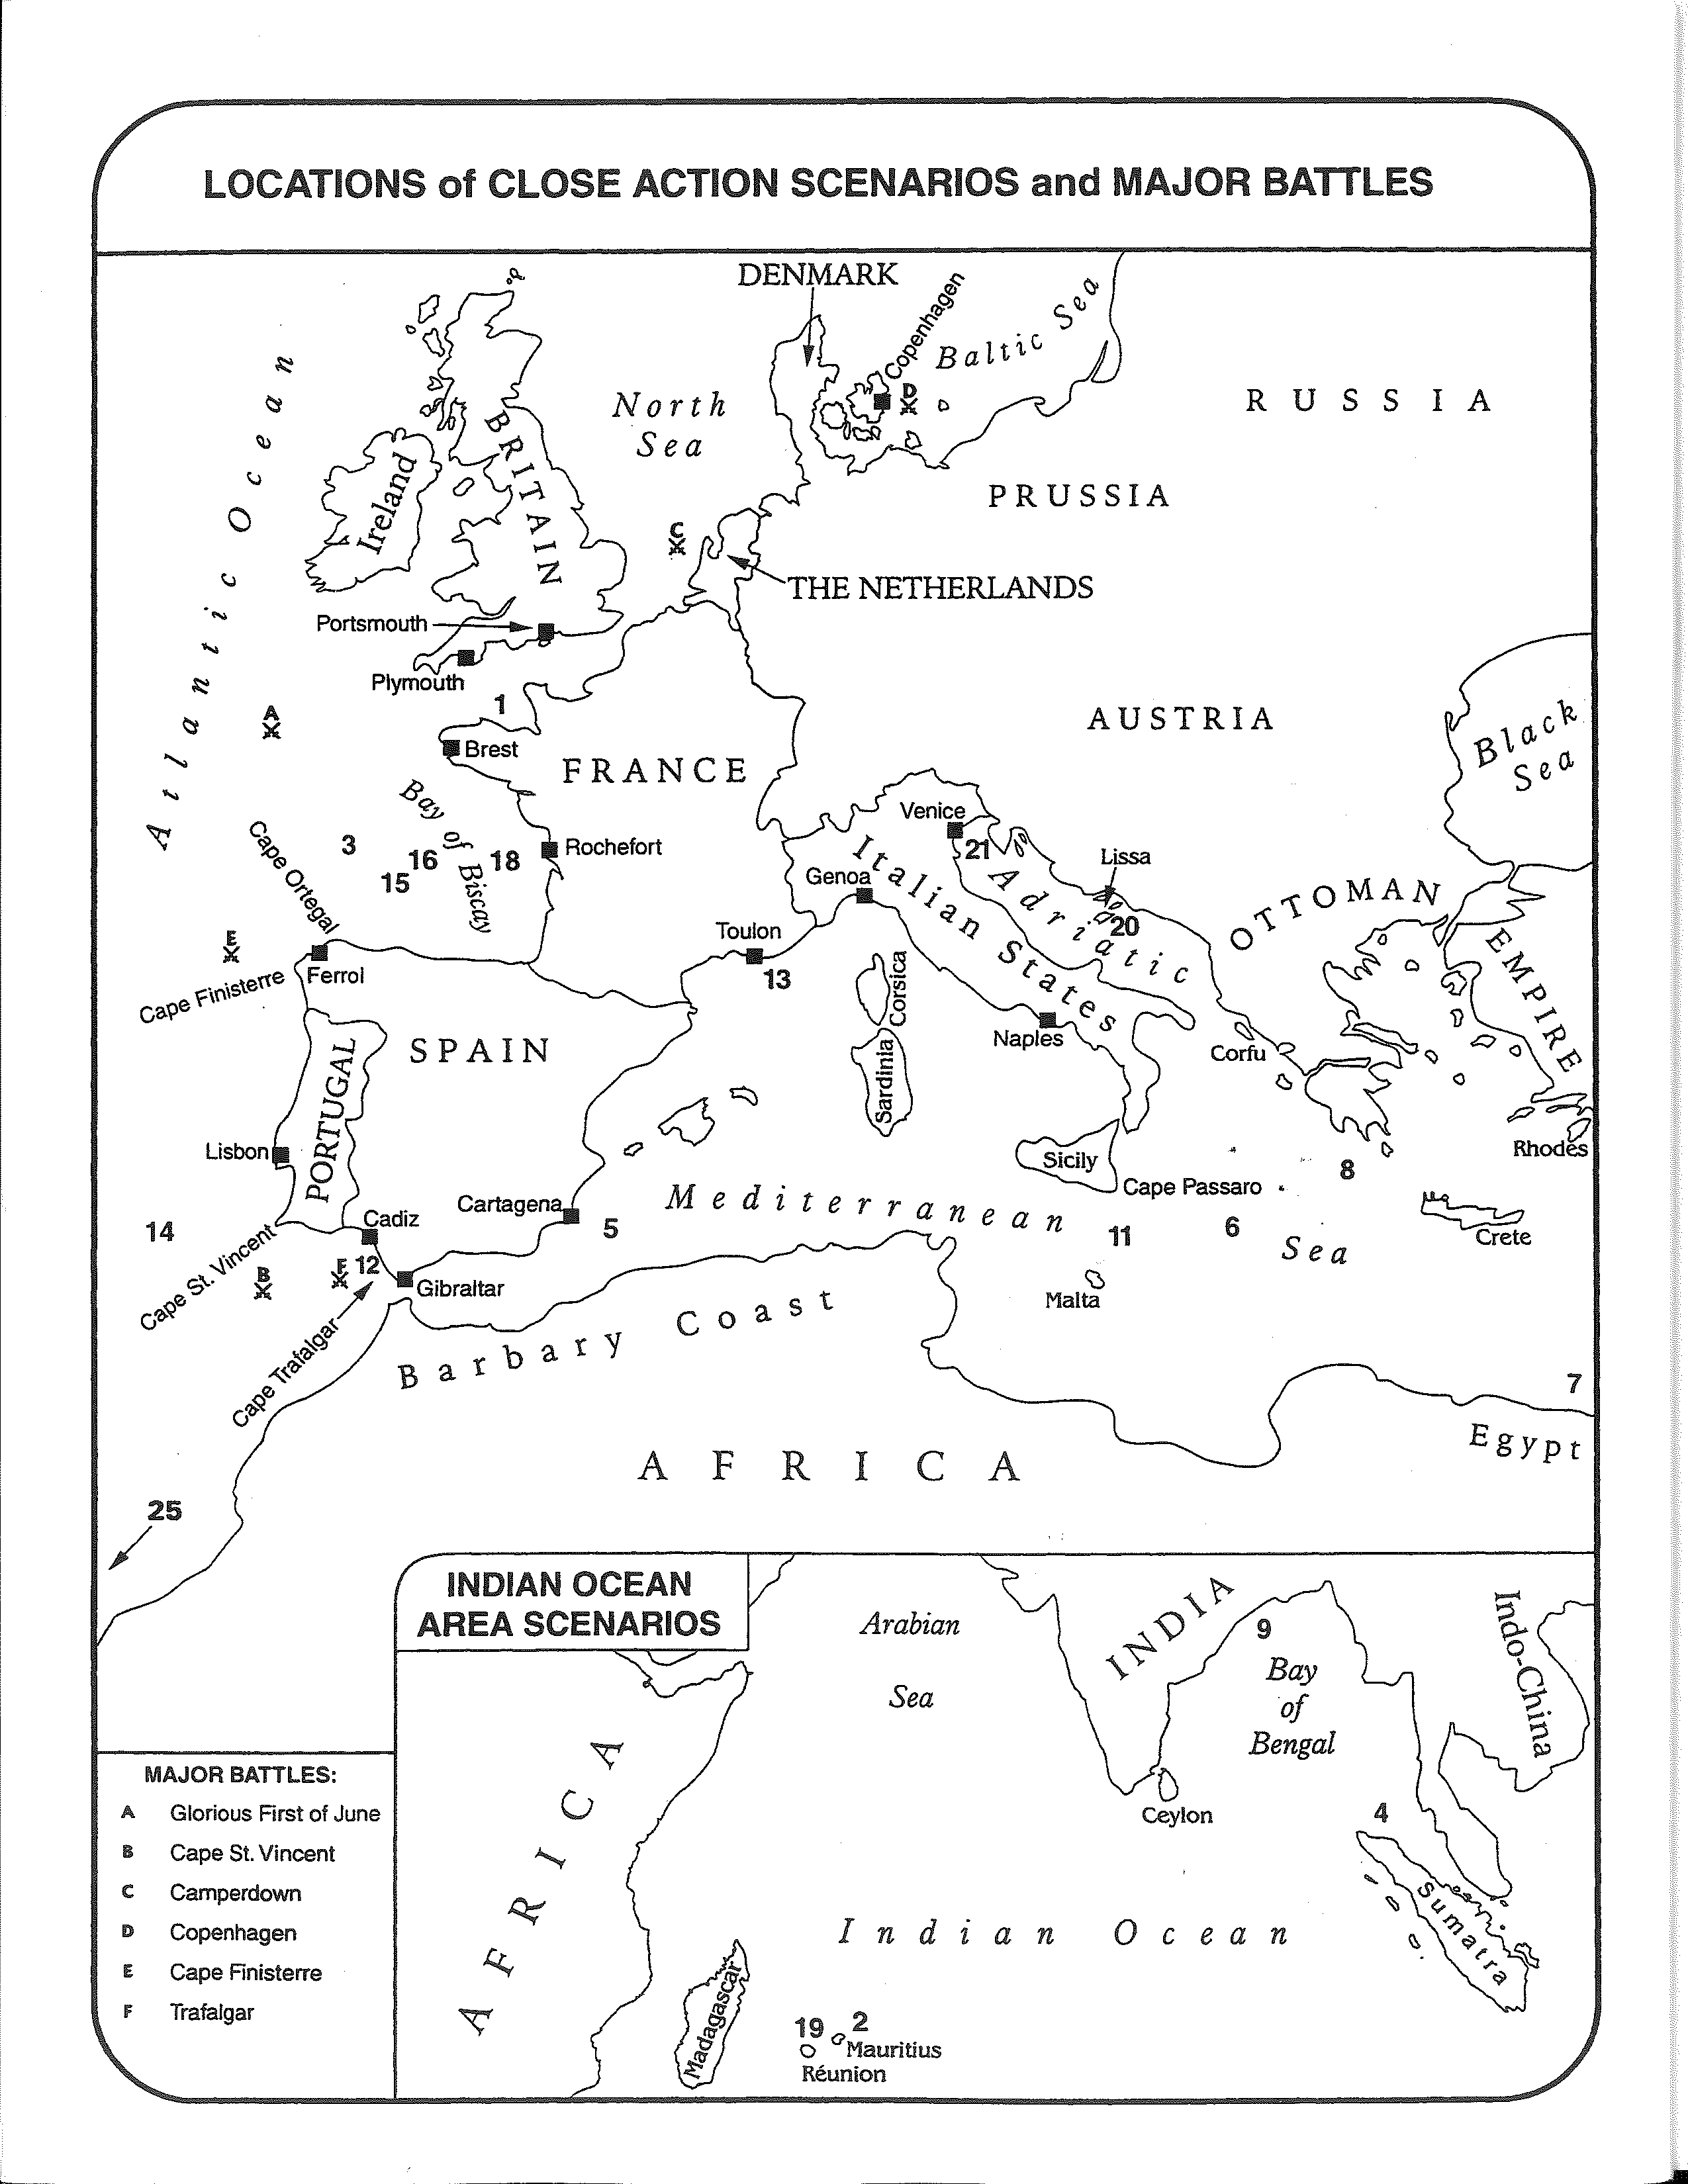 LOCATIONS of CLOSE ACTION SCENARIOS and MAJOR BATTLES
DENMARK
Copenhagen
Baltic Sea
D
North
Sea
RUSSIA
Atlantic Ocean
BRITAIN
Ireland
PRUSSIA
C
THE NETHERLANDS
Portsmouth
Plymouth
1
A
AUSTRIA
Black
Sea
Brest
FRANCE
Bay of Biscay
Venice
21
3
16
18
15
Rochefort
Cape Ortegal
Italian States
Genoa
Adriatic
Lissa
20
OTTOMAN
EMPIRE
E
Toulon
13
Ferrol
Cape Finisterre
Corsica
Naples
SPAIN
PORTUGAL
Sardinia
Corfu
Lisbon
Sicily
Cape Passaro
8
Rhodes
Mediterranean
Sea
Cartagena
5
11
6
Crete
14
Cadiz
Cape St. Vincent
B
F
12
Gibraltar
Malta
Cape Trafalgar
Barbary Coast
7
Egypt
AFRICA
25
INDIAN OCEAN
AREA SCENARIOS
Arabian
Sea
INDIA
9
Bay
of
Bengal
Indo-China
AFRICA
Ceylon
4
Sumatra
Indian Ocean
Madagascar
19
2
Mauritius
Réunion
MAJOR BATTLES:
A Glorious First of June
B Cape St. Vincent
C Camperdown
D Copenhagen
E Cape Finisterre
F Trafalgar